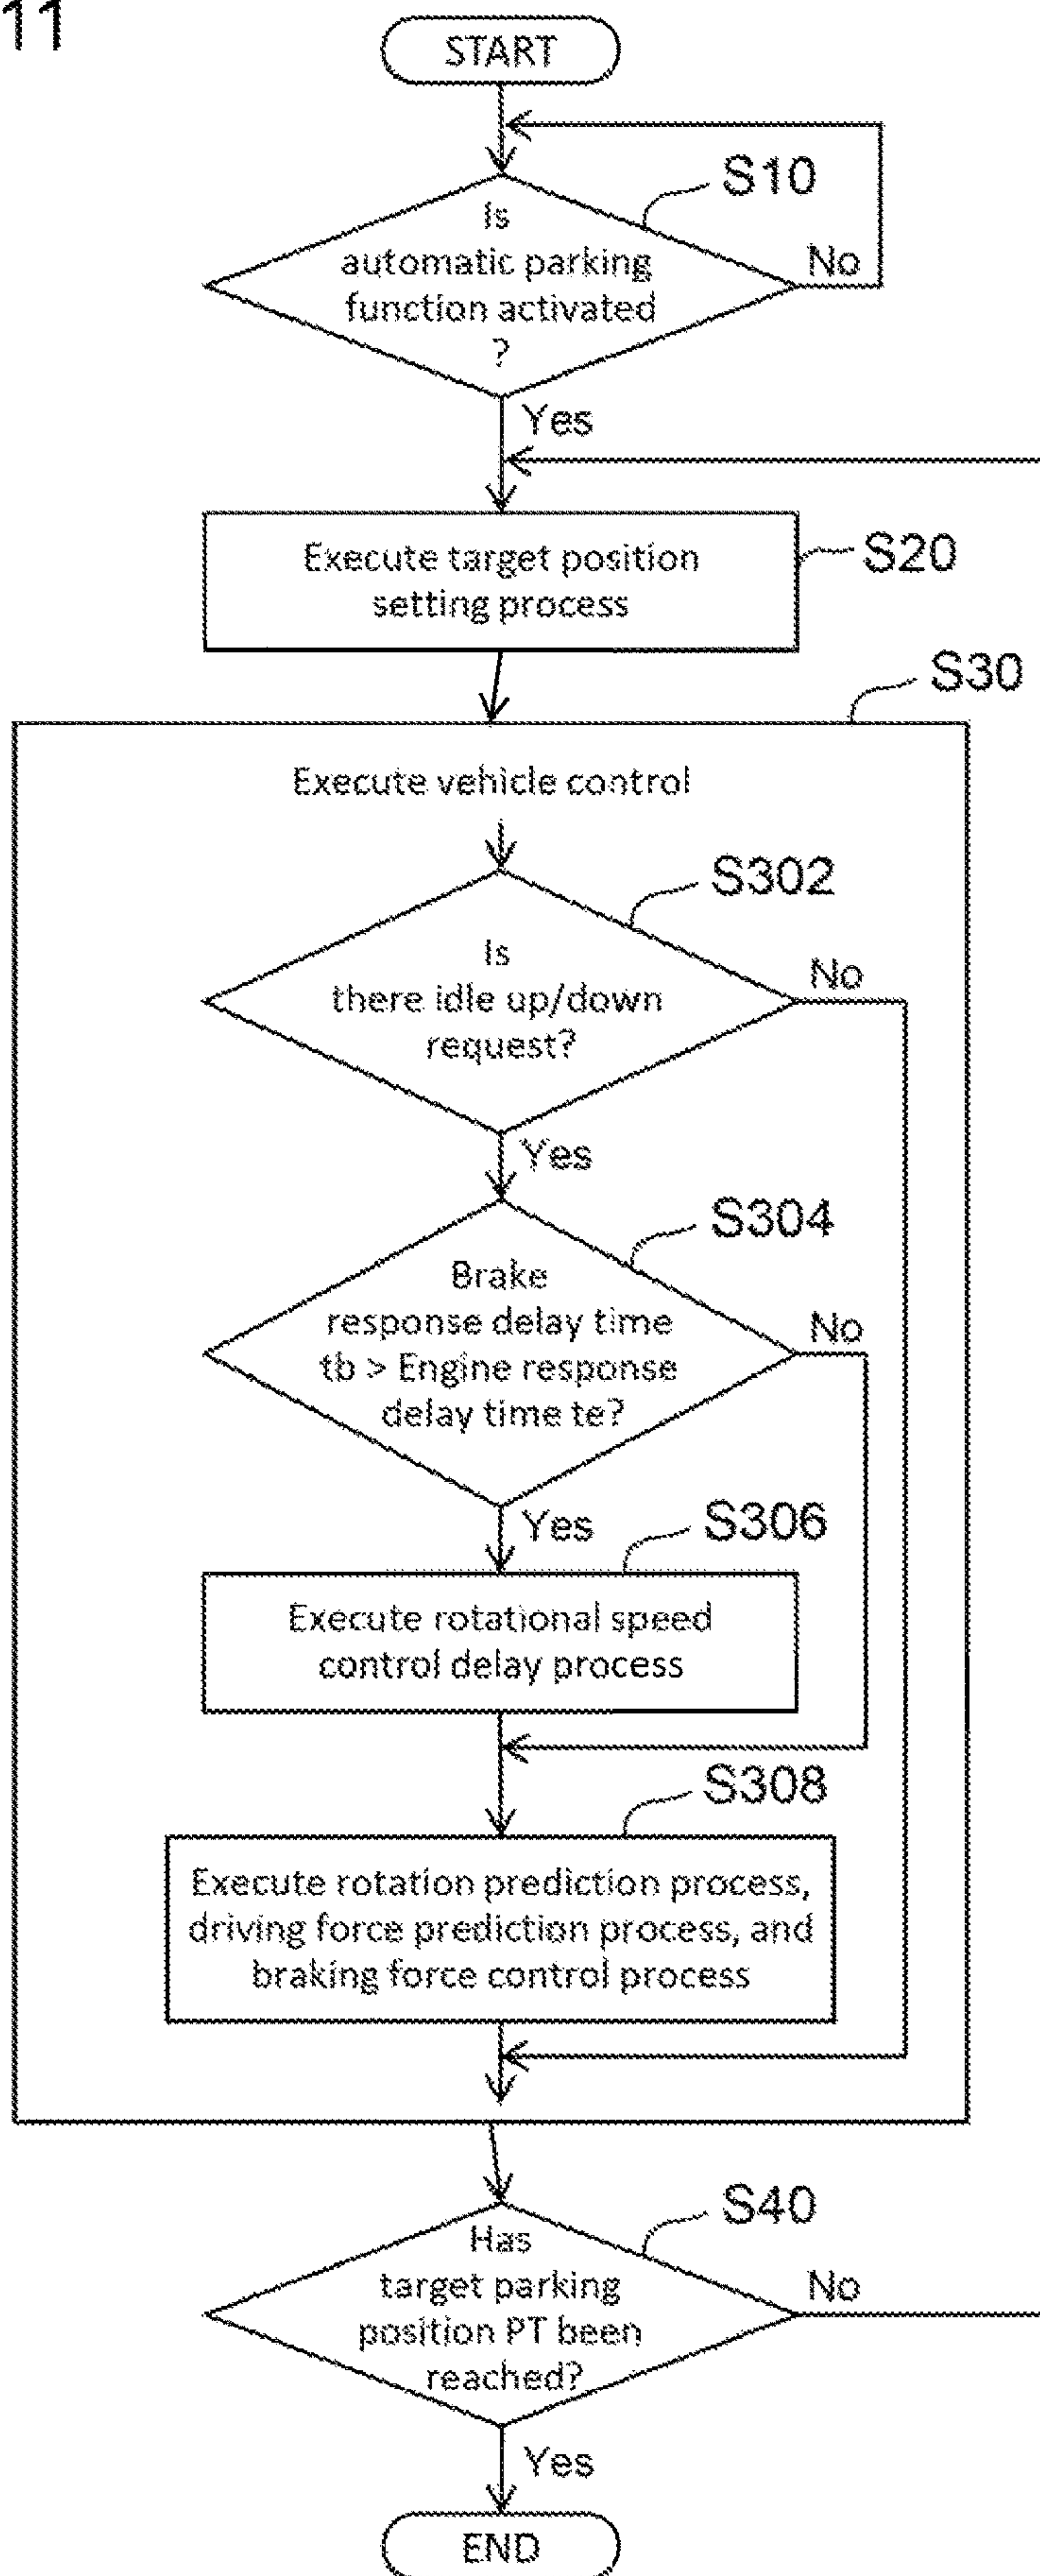 11
START
S10
Is
automatic parking
function activated
?
No
Yes
Execute target position
setting process
S20
S30
Execute vehicle control
S302
Is
there idle up/down
request?
No
Yes
S304
Brake
response delay time
tb > Engine response
delay time te?
No
Yes
S306
Execute rotational speed
control delay process
S308
Execute rotation prediction process,
driving force prediction process, and
braking force control process
S40
Has
target parking
position PT been
reached?
No
Yes
END